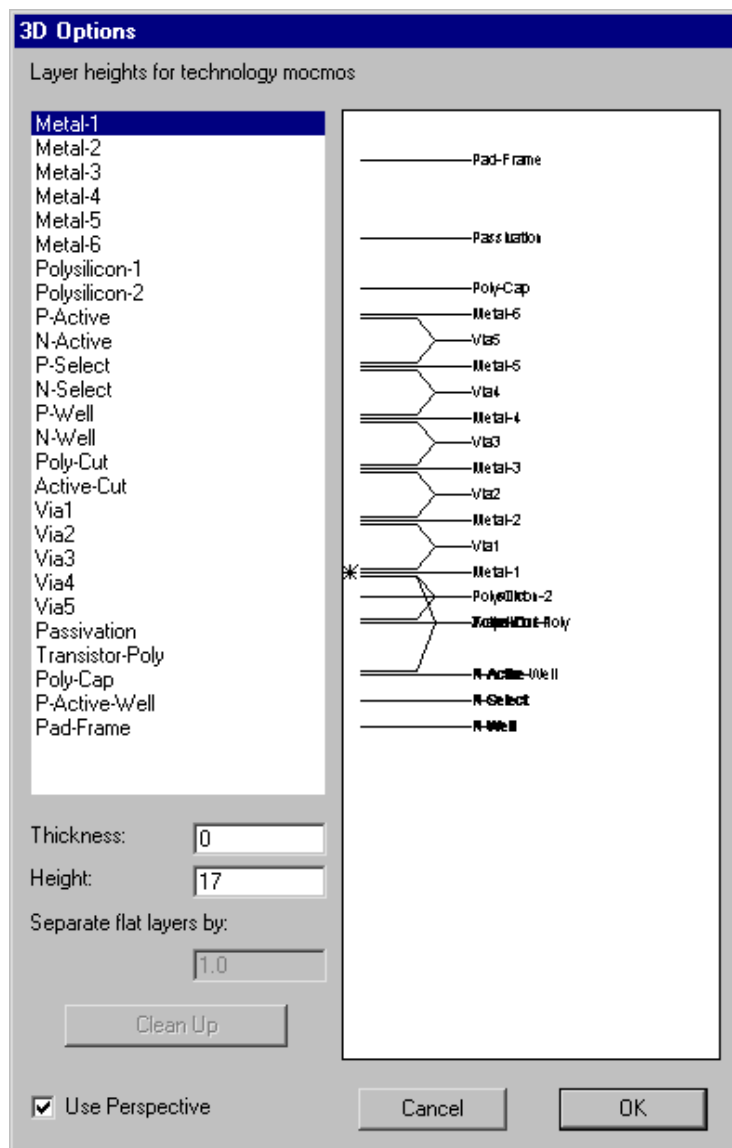 3D Options
Layer heights for technology mocmos
Metal-1
Metal-2
Metal-3
Metal-4
Metal-5
Metal-6
Polysilicon-1
Polysilicon-2
P-Active
N-Active
P-Select
N-Select
P-Well
N-Well
Poly-Cut
Active-Cut
Via1
Via2
Via3
Via4
Via5
Passivation
Transistor-Poly
Poly-Cap
P-Active-Well
Pad-Frame
Thickness:
0
Height:
17
Separate flat layers by:
1.0
Clean Up
Use Perspective
Pad-Frame
Passivation
Poly-Cap
Metal-6
Via5
Metal-5
Via4
Metal-4
Via3
Metal-3
Via2
Metal-2
Via1
Metal-1
Cancel
OK